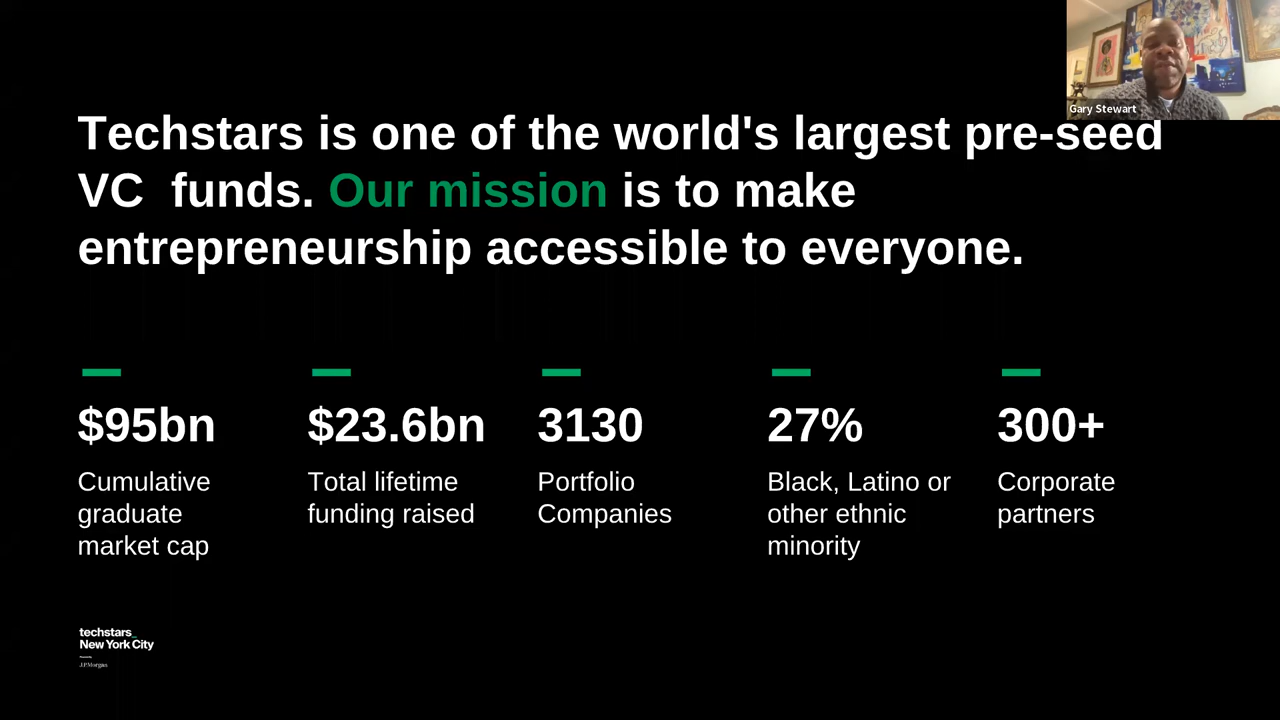 Gary Stewart
Techstars is one of the world's largest pre-seed
VC funds. Our mission is to make
entrepreneurship accessible to everyone.
$95bn
Cumulative
graduate
market cap
$23.6bn
Total lifetime
funding raised
3130
Portfolio
Companies
27%
Black, Latino or
other ethnic
minority
300+
Corporate
partners
techstars_
New York City
J.P.Morgan